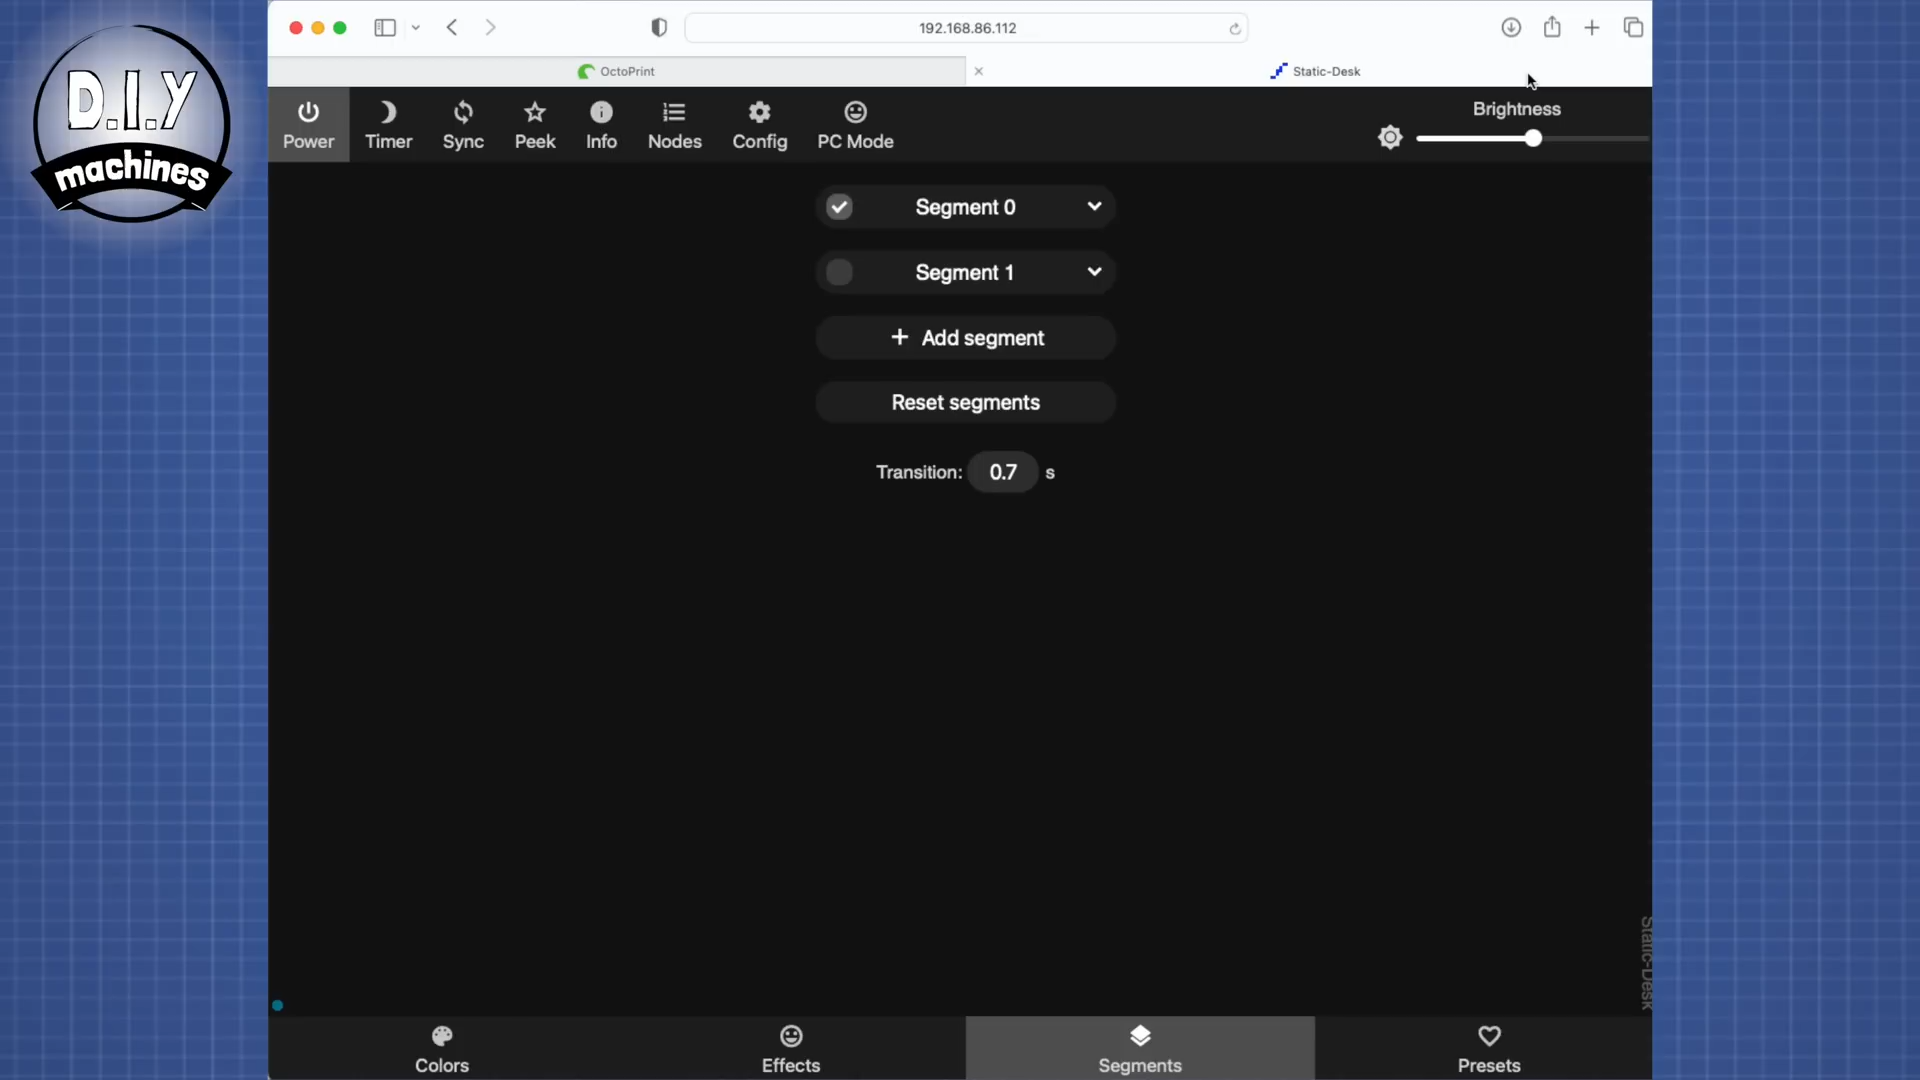 D.I.Y
machines
192.168.86.112
OctoPrint
Static-Desk
Power
Timer
Sync
Peek
Info
Nodes
Config
PC Mode
Brightness
Segment 0
Segment 1
+ Add segment
Reset segments
Transition: 0.7 s
Static-Desk
Colors
Effects
Segments
Presets